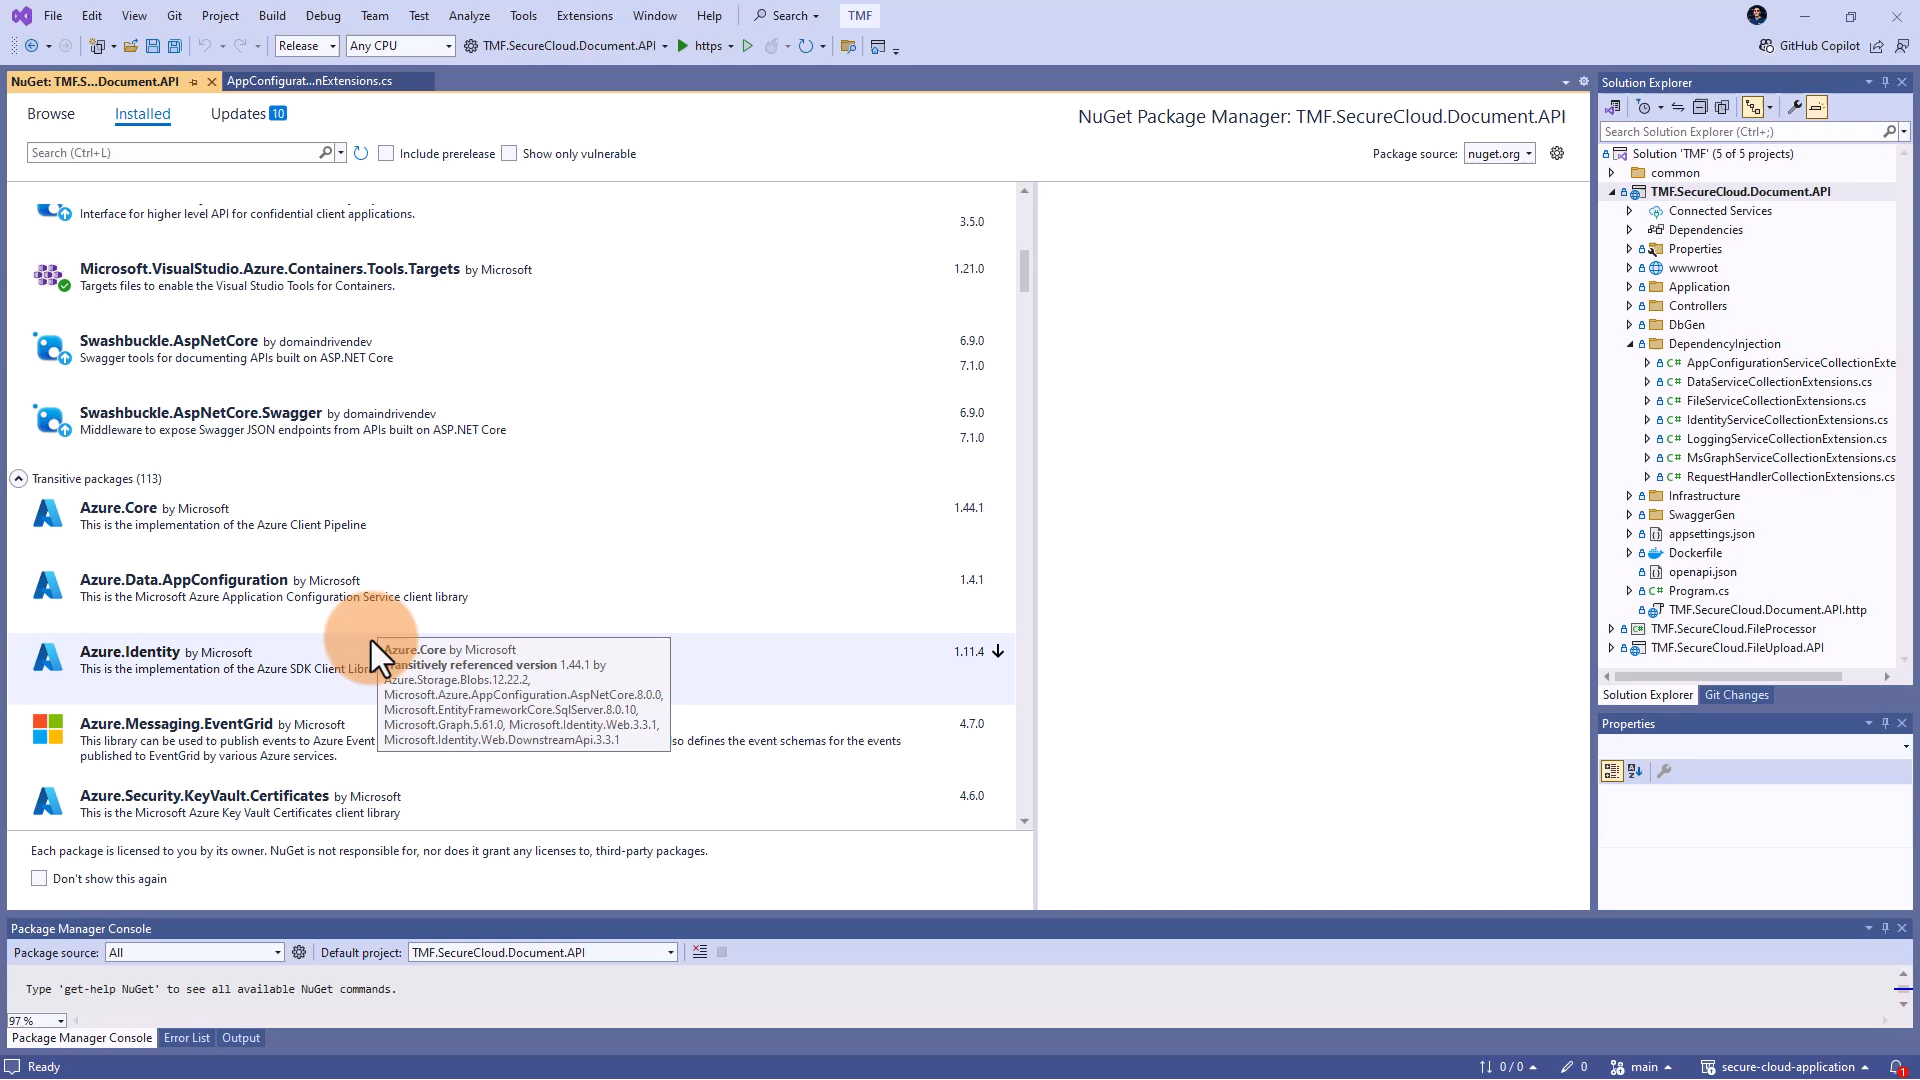 File Edit View Git Project Build Debug Team Test Analyze Tools Extensions Window Help Search TMF
Release Any CPU TMF.SecureCloud.Document.API https GitHub Copilot
NuGet: TMF.S...Document.API AppConfigurat...nExtensions.cs
Browse Installed Updates 10
NuGet Package Manager: TMF.SecureCloud.Document.API
Search (Ctrl+L) Include prerelease Show only vulnerable
Package source: nuget.org
Interface for higher level API for confidential client applications.
3.5.0
Microsoft.VisualStudio.Azure.Containers.Tools.Targets by Microsoft 1.21.0
Targets files to enable the Visual Studio Tools for Containers.
Swashbuckle.AspNetCore by domaindrivendev 6.9.0
Swagger tools for documenting APIs built on ASP.NET Core
7.1.0
Swashbuckle.AspNetCore.Swagger by domaindrivendev 6.9.0
Middleware to expose Swagger JSON endpoints from APIs built on ASP.NET Core
7.1.0
Transitive packages (113)
Azure.Core by Microsoft 1.44.1
This is the implementation of the Azure Client Pipeline
Azure.Data.AppConfiguration by Microsoft 1.4.1
This is the Microsoft Azure Application Configuration Service client library
Azure.Identity by Microsoft 1.11.4
This is the implementation of the Azure SDK Client
Azure.Core by Microsoft
Transitively referenced version 1.44.1 by
Azure.Storage.Blobs.12.22.2,
Microsoft.Azure.AppConfiguration.AspNetCore.8.0.0,
Microsoft.EntityFrameworkCore.SqlServer.8.0.10,
Microsoft.Graph.5.61.0, Microsoft.Identity.Web.3.3.1,
Microsoft.Identity.Web.DownstreamApi.3.3.1
Azure.Messaging.EventGrid by Microsoft 4.7.0
This library can be used to publish events to Azure Event so defines the event schemas for the events
published to EventGrid by various Azure services.
Azure.Security.KeyVault.Certificates by Microsoft 4.6.0
This is the Microsoft Azure Key Vault Certificates client library
Each package is licensed to you by its owner. NuGet is not responsible for, nor does it grant any licenses to, third-party packages.
Don't show this again
Solution Explorer
Search Solution Explorer (Ctrl+;)
Solution 'TMF' (5 of 5 projects)
common
TMF.SecureCloud.Document.API
Connected Services
Dependencies
Properties
wwwroot
Application
Controllers
DbGen
DependencyInjection
C# AppConfigurationServiceCollectionExte
C# DataServiceCollectionExtensions.cs
C# FileServiceCollectionExtensions.cs
C# IdentityServiceCollectionExtensions.cs
C# LoggingServiceCollectionExtension.cs
C# MsGraphServiceCollectionExtensions.cs
C# RequestHandlerCollectionExtensions.cs
Infrastructure
SwaggerGen
appsettings.json
Dockerfile
openapi.json
C# Program.cs
TMF.SecureCloud.Document.API.http
C# TMF.SecureCloud.FileProcessor
TMF.SecureCloud.FileUpload.API
Solution Explorer Git Changes
Properties
Package Manager Console
Package source: All Default project: TMF.SecureCloud.Document.API
Type 'get-help NuGet' to see all available NuGet commands.
97 %
Package Manager Console Error List Output
Ready 0 / 0 0 main secure-cloud-application 1